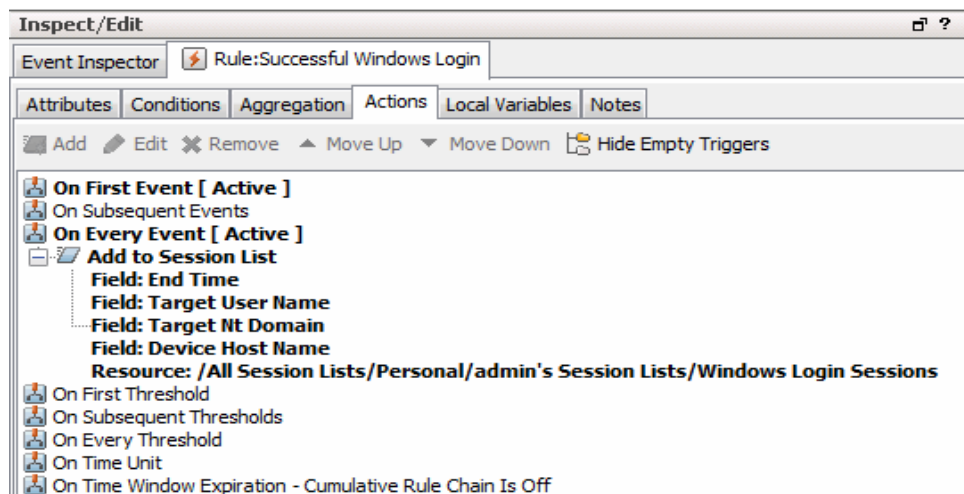 Inspect/Edit ?
Event Inspector Rule:Successful Windows Login
Attributes Conditions Aggregation Actions Local Variables Notes
Add Edit Remove Move Up Move Down Hide Empty Triggers
On First Event [ Active ]
On Subsequent Events
On Every Event [ Active ]
Add to Session List
Field: End Time
Field: Target User Name
Field: Target Nt Domain
Field: Device Host Name
Resource: /All Session Lists/Personal/admin's Session Lists/Windows Login Sessions
On First Threshold
On Subsequent Thresholds
On Every Threshold
On Time Unit
On Time Window Expiration - Cumulative Rule Chain Is Off